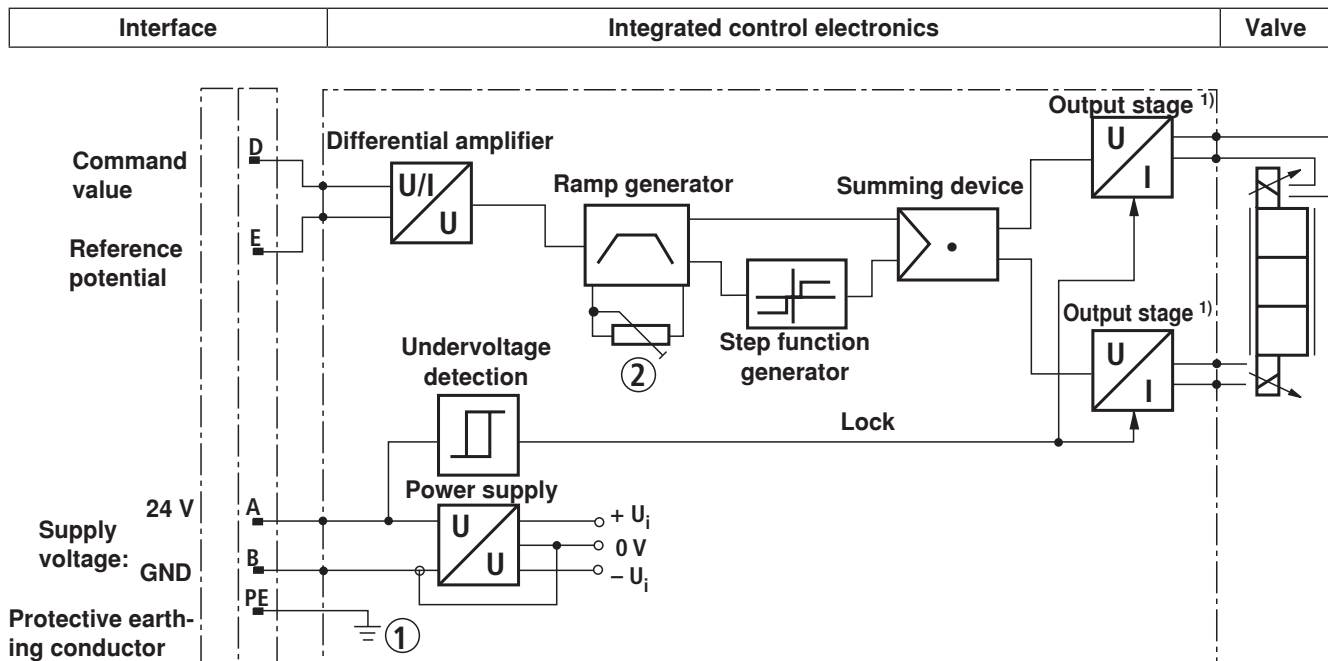 Interface
Integrated control electronics
Valve
Output stage 1)
Differential amplifier
D
Command
value
U/I
U
Ramp generator
Summing device
U
I
E
Reference
potential
Output stage 1)
Undervoltage
detection
②
Step function
generator
U
I
Lock
Power supply
24 V
A
U
U
+ Ui
Supply
voltage:
0 V
GND
B
– Ui
PE
Protective earth-
ing conductor
①